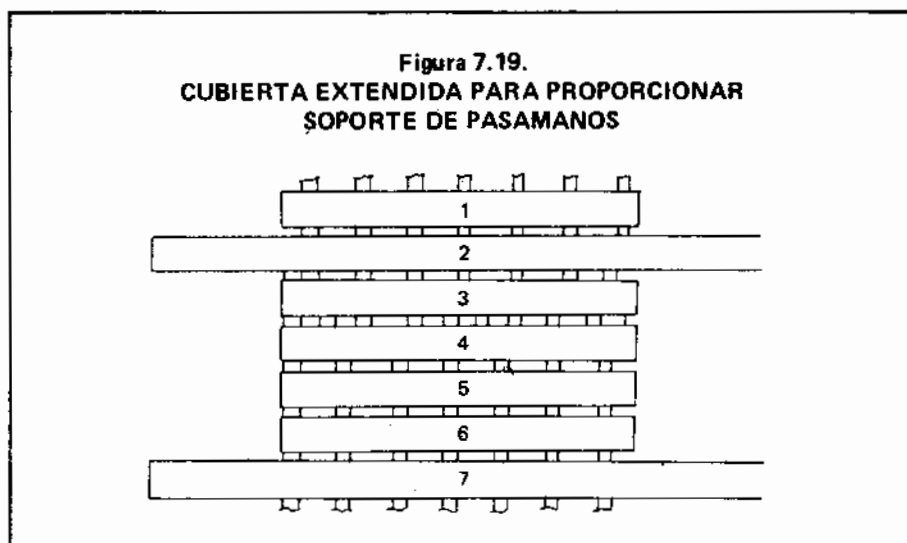 Figura 7.19.
CUBIERTA EXTENDIDA PARA PROPORCIONAR
SOPORTE DE PASAMANOS
1
2
3
4
5
6
7